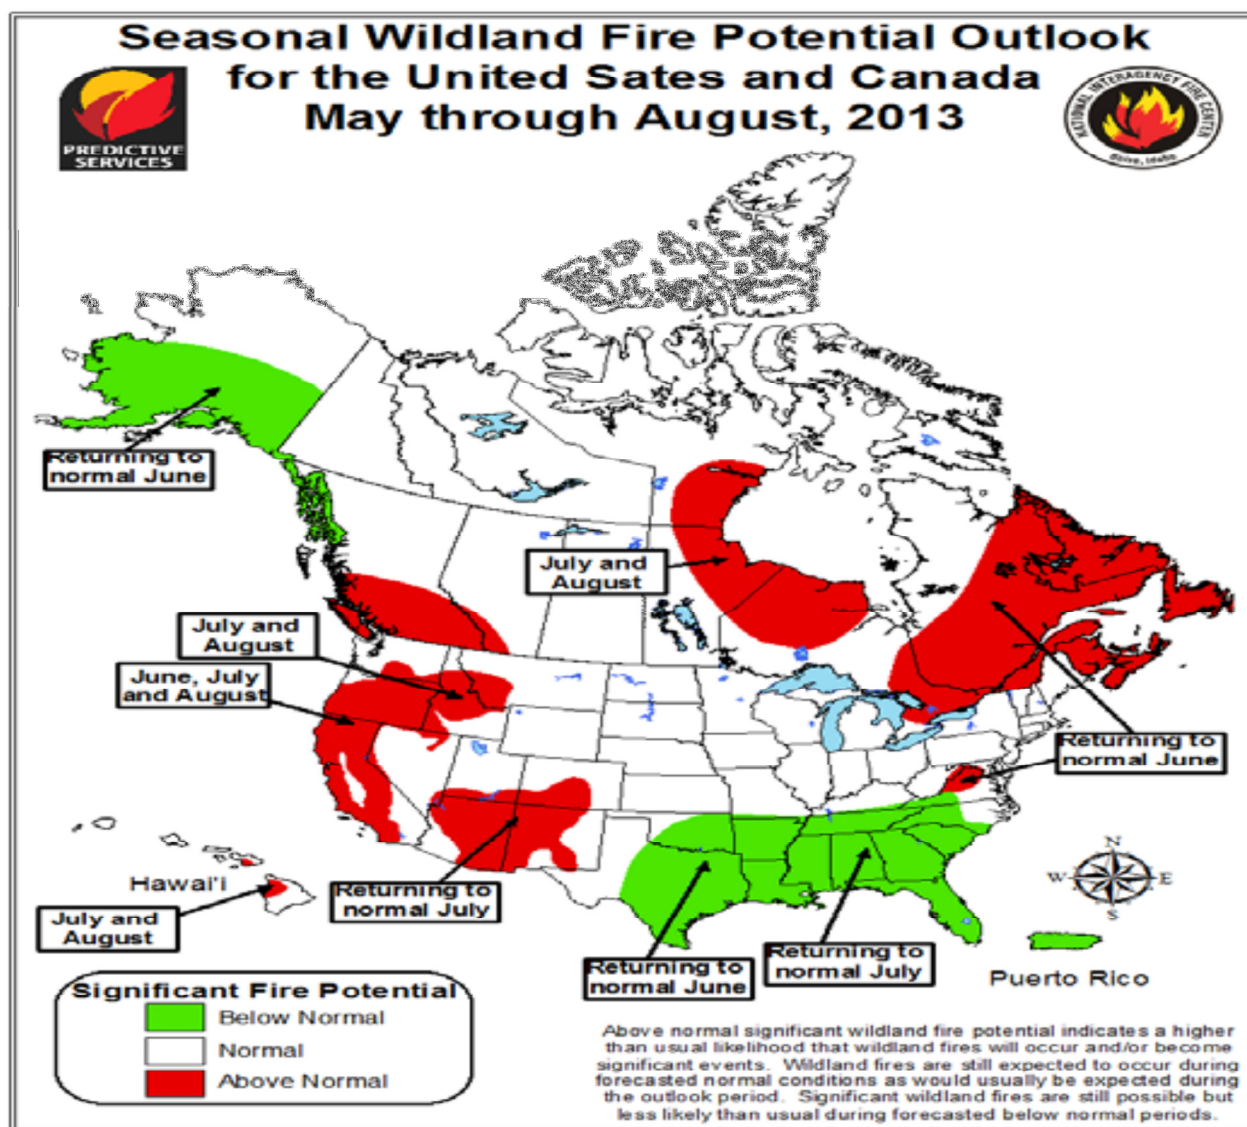 Seasonal Wildland Fire Potential Outlook
for the United Sates and Canada
May through August, 2013
PREDICTIVE
SERVICES
NATIONAL INTERAGENCY FIRE CENTER
Boise, Idaho
Returning to
normal June
July and
August
July and
August
June, July
and August
Returning to
normal June
Hawai'i
July and
August
Returning to
normal July
Returning to
normal June
Returning to
normal July
N
W
E
S
Puerto Rico
Significant Fire Potential
Below Normal
Normal
Above Normal
Above normal significant wildland fire potential indicates a higher
than usual likelihood that wildland fires will occur and/or become
significant events.  Wildland fires are still expected to occur during
forecasted normal conditions as would usually be expected during
the outlook period.  Significant wildland fires are still possible but
less likely than usual during forecasted below normal periods.